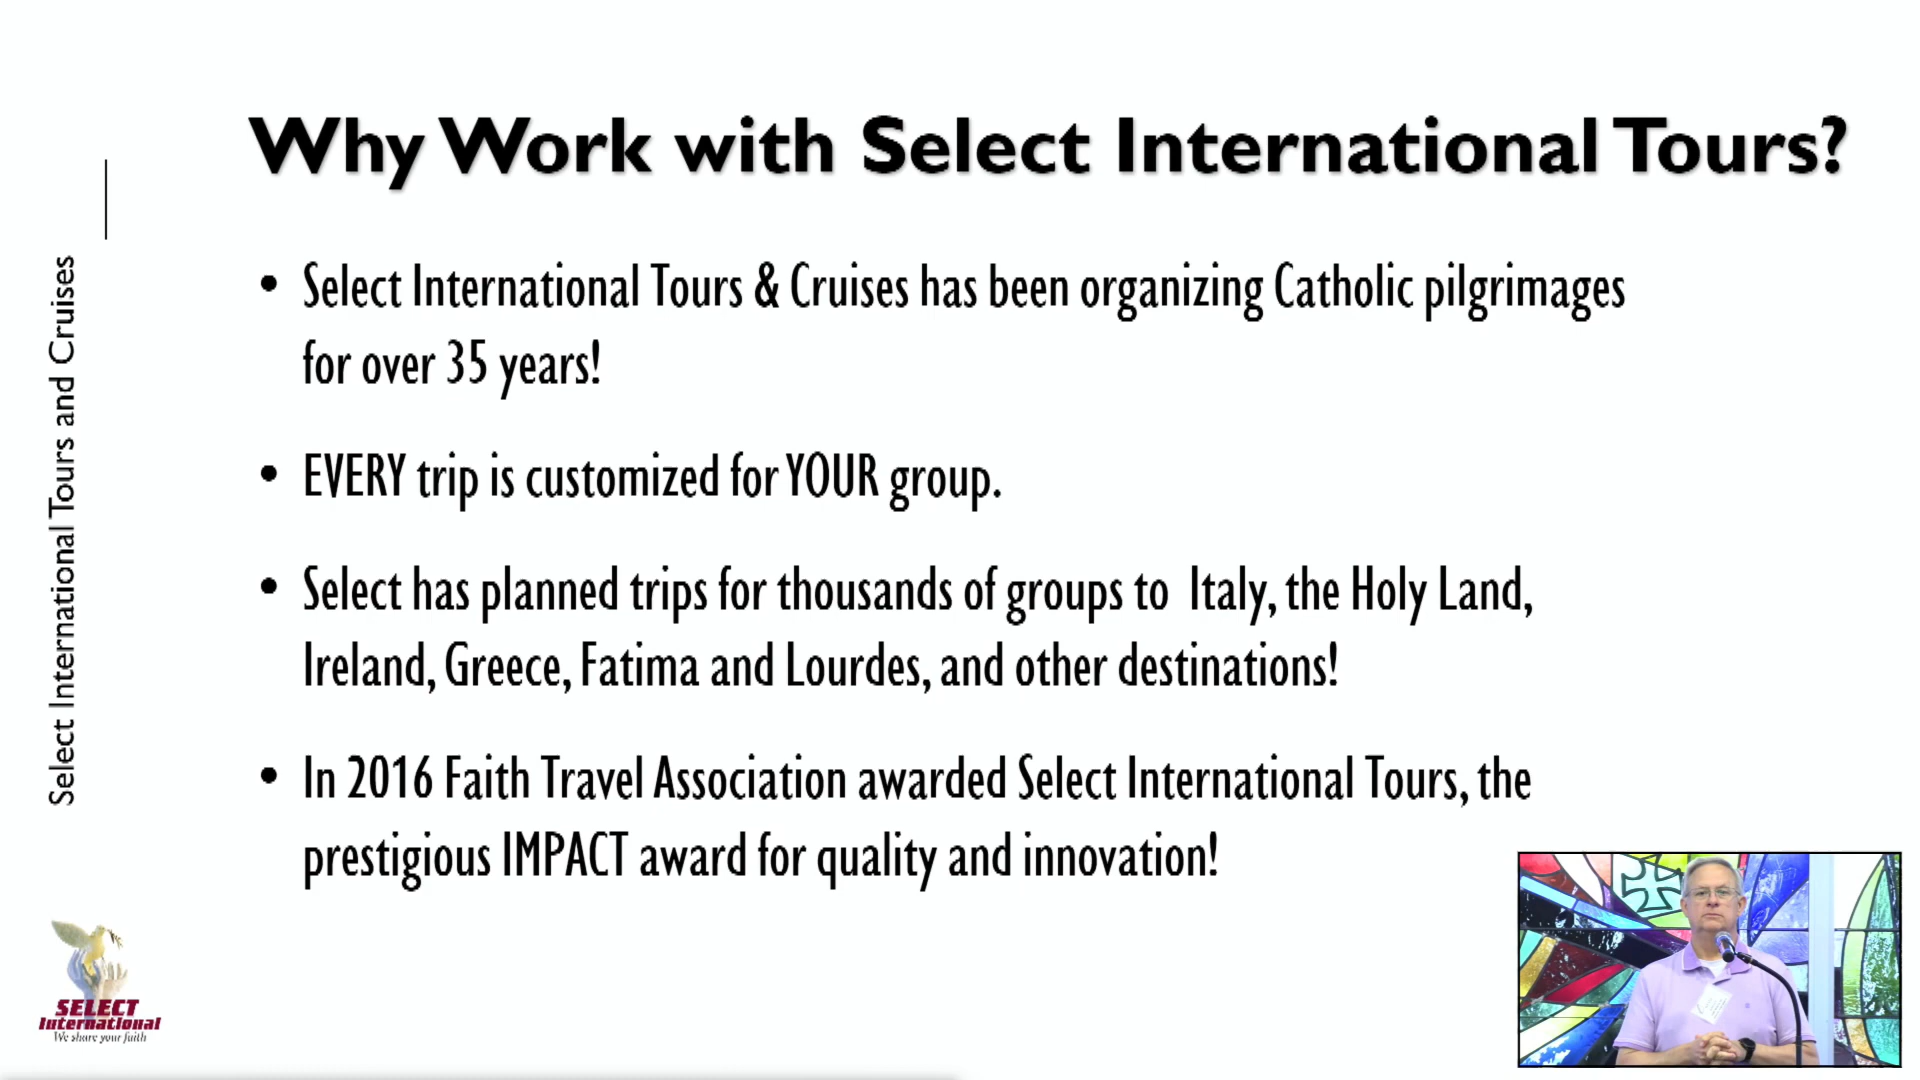 Why Work with Select International Tours?
Select International Tours and Cruises
• Select International Tours & Cruises has been organizing Catholic pilgrimages
for over 35 years!
• EVERY trip is customized for YOUR group.
• Select has planned trips for thousands of groups to Italy, the Holy Land,
Ireland, Greece, Fatima and Lourdes, and other destinations!
• In 2016 Faith Travel Association awarded Select International Tours, the
prestigious IMPACT award for quality and innovation!
SELECT
International
We share your faith